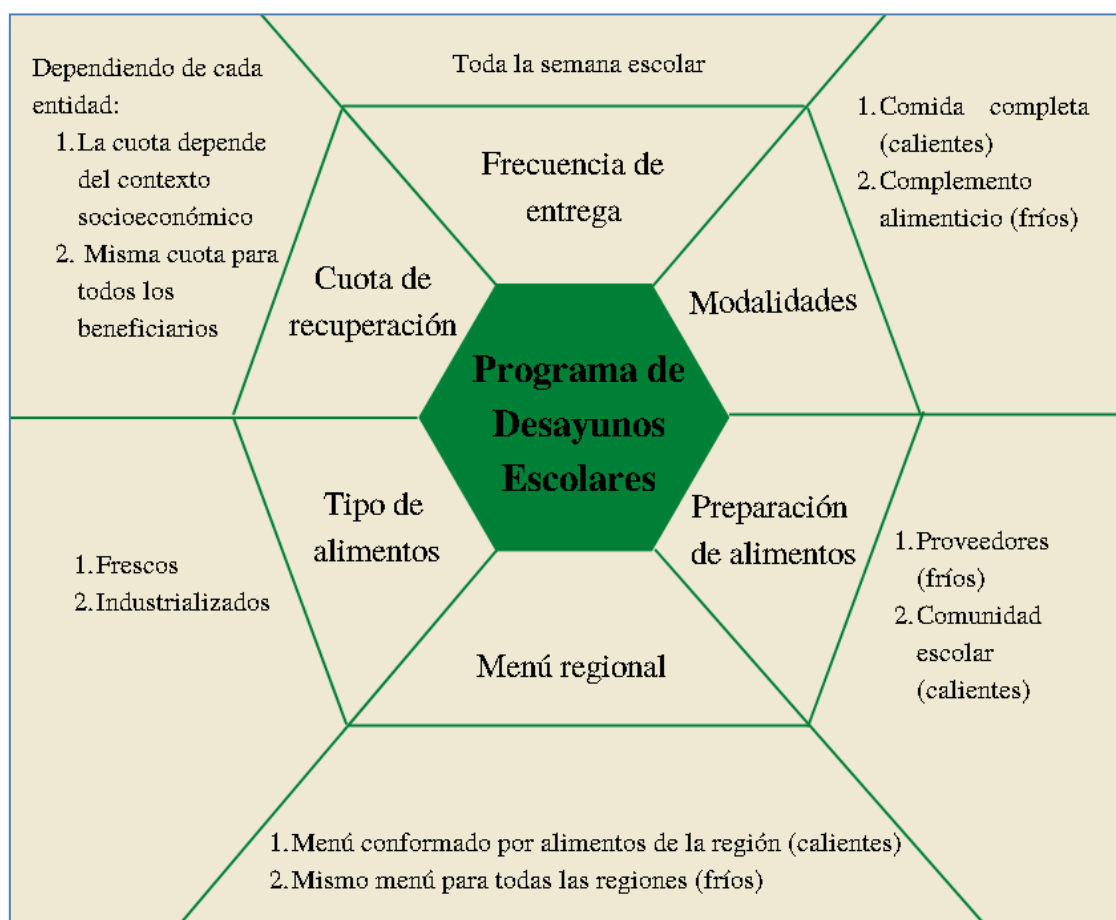 Programa de
Desayunos
Escolares
Frecuencia de
entrega
Toda la semana escolar
Modalidades
1. Comida completa
(calientes)
2. Complemento
alimenticio (fríos)
Preparación
de alimentos
1. Proveedores
(fríos)
2. Comunidad
escolar
(calientes)
Menú regional
1. Menú conformado por alimentos de la región (calientes)
2. Mismo menú para todas las regiones (fríos)
Tipo de
alimentos
1. Frescos
2. Industrializados
Cuota de
recuperación
Dependiendo de cada
entidad:
1. La cuota depende
del contexto
socioeconómico
2. Misma cuota para
todos los
beneficiarios